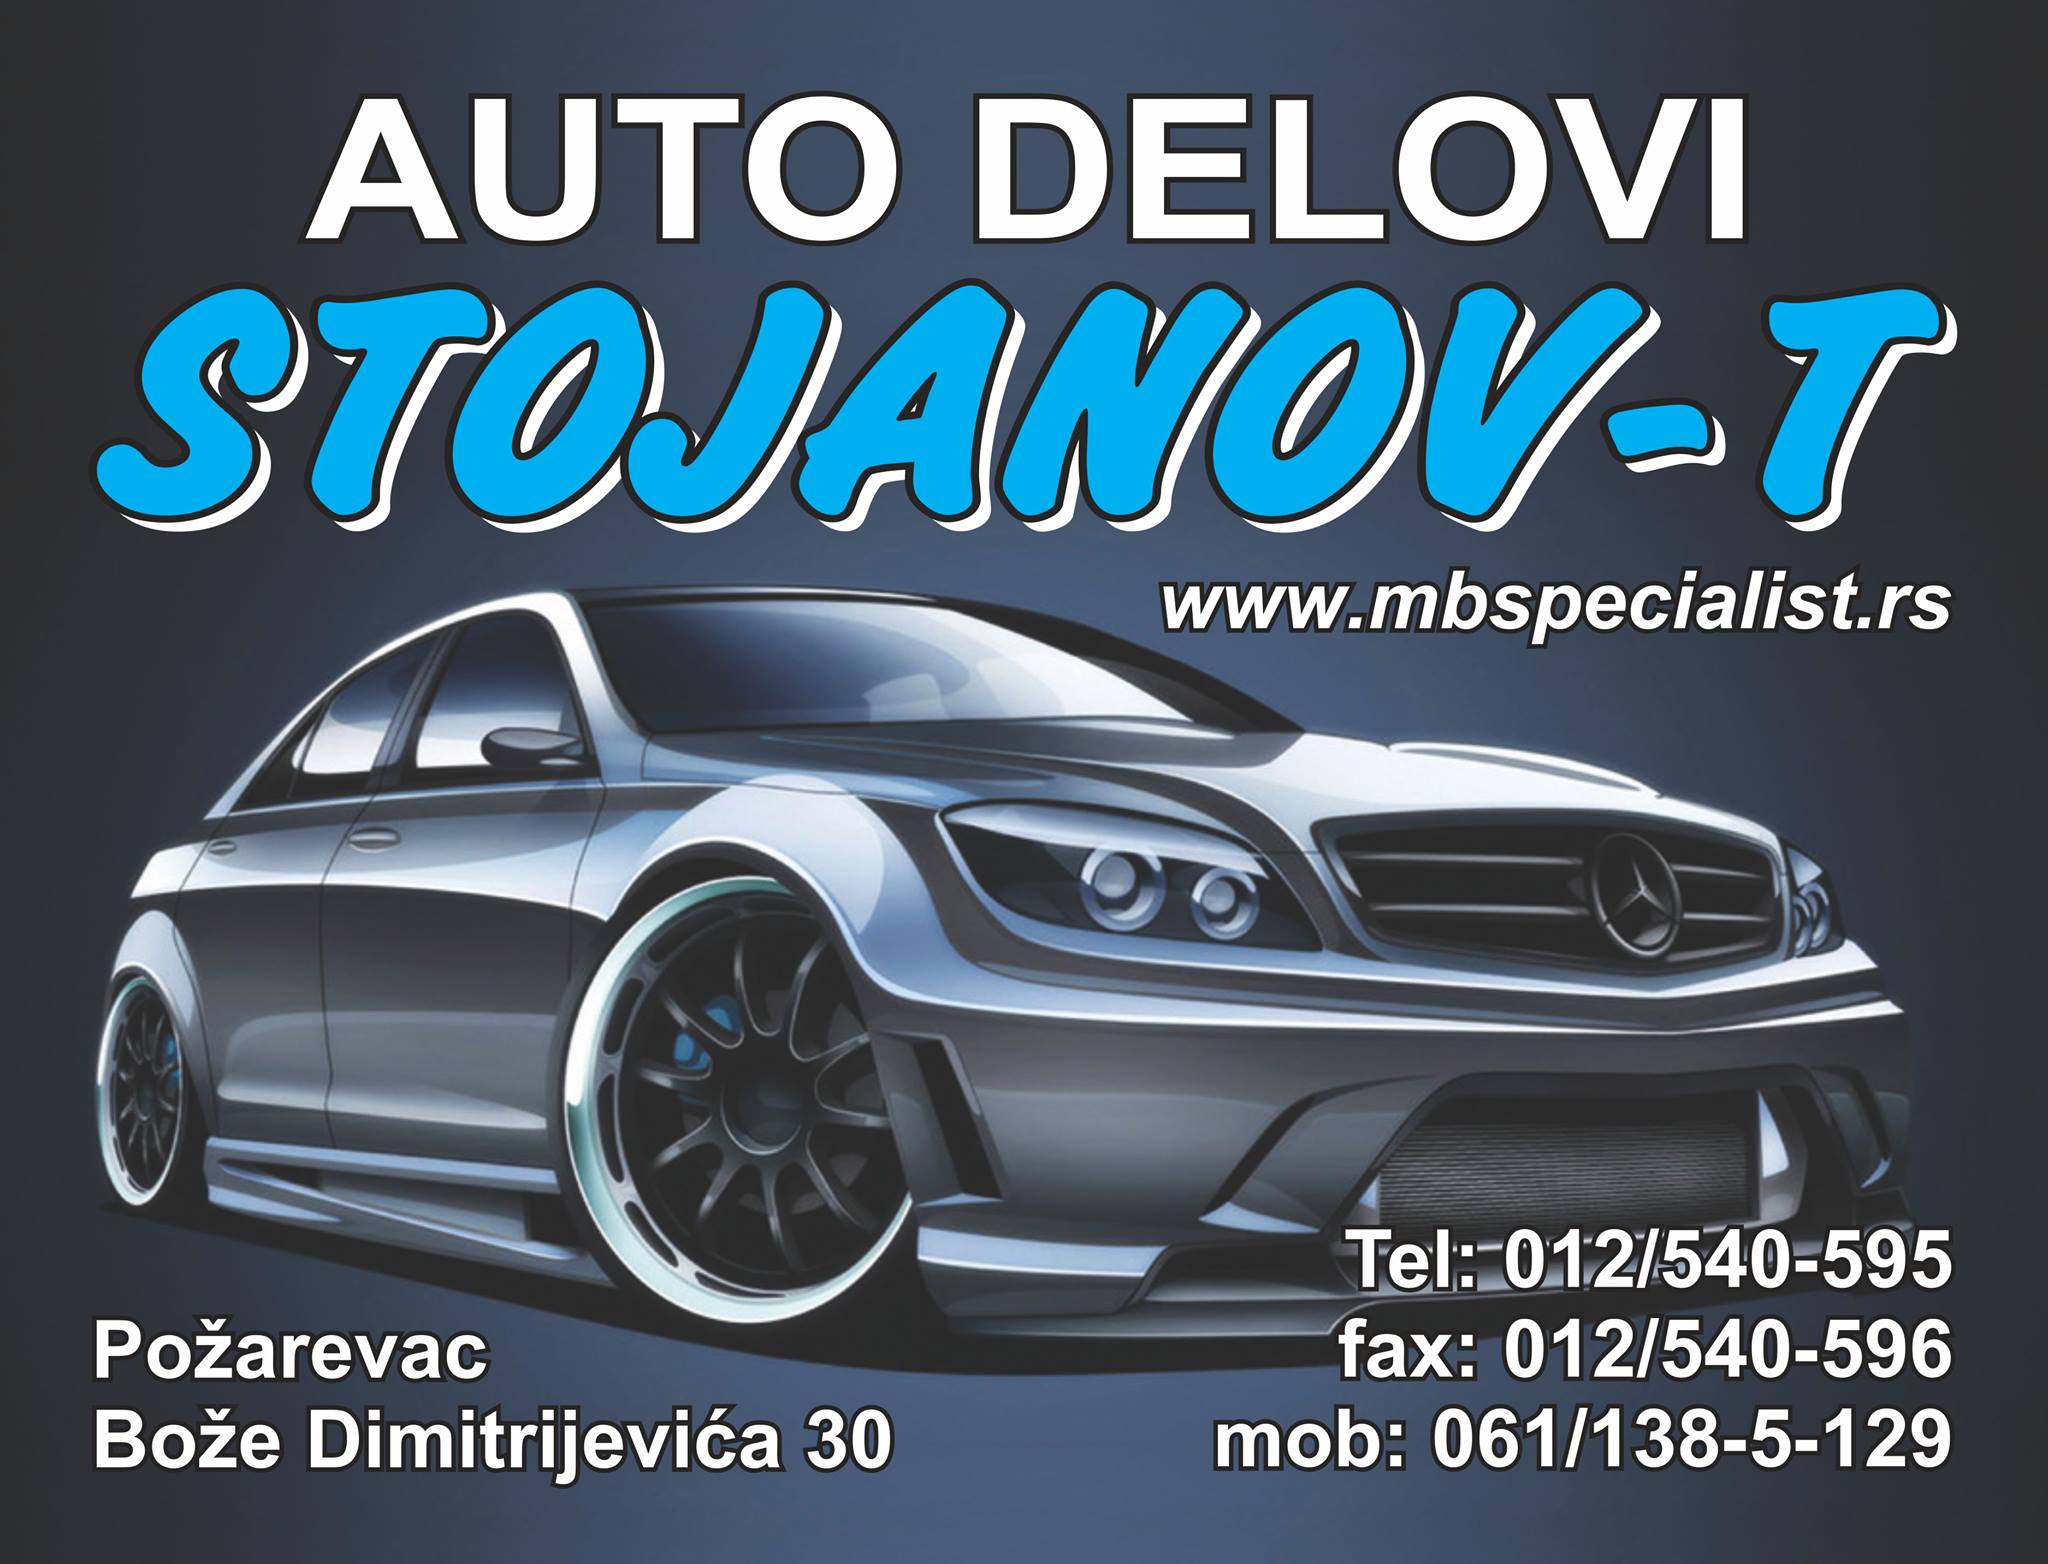 AUTO DELOVI
STOJANOV-T
www.mbspecialist.rs
Tel: 012/540-595
fax: 012/540-596
mob: 061/138-5-129
Požarevac
Bože Dimitrijevića 30